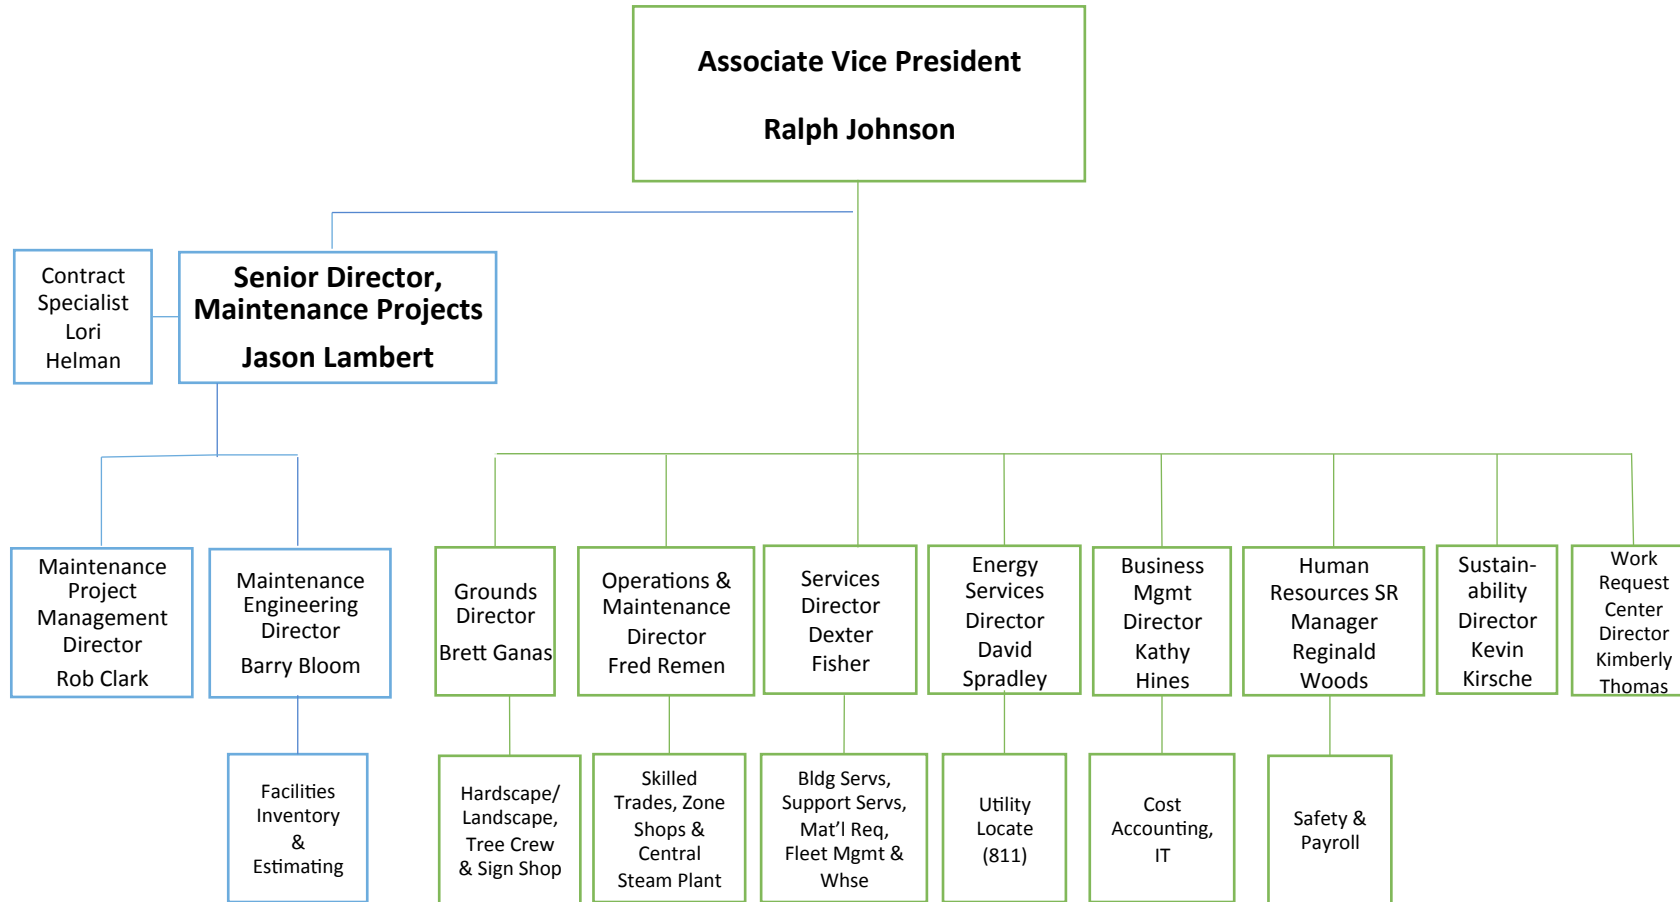 Associate Vice President
Ralph Johnson
Contract
Specialist
Lori
Helman
Senior Director,
Maintenance Projects
Jason Lambert
Maintenance
Project
Management
Director
Rob Clark
Maintenance
Engineering
Director
Barry Bloom
Grounds
Director
Brett Ganas
Operations &
Maintenance
Director
Fred Remen
Services
Director
Dexter
Fisher
Energy
Services
Director
David
Spradley
Business
Mgmt
Director
Kathy
Hines
Human
Resources SR
Manager
Reginald
Woods
Sustain-
ability
Director
Kevin
Kirsche
Work
Request
Center
Director
Kimberly
Thomas
Facilities
Inventory
&
Estimating
Hardscape/
Landscape,
Tree Crew
& Sign Shop
Skilled
Trades, Zone
Shops &
Central
Steam Plant
Bldg Servs,
Support Servs,
Mat'l Req,
Fleet Mgmt &
Whse
Utility
Locate
(811)
Cost
Accounting,
IT
Safety &
Payroll